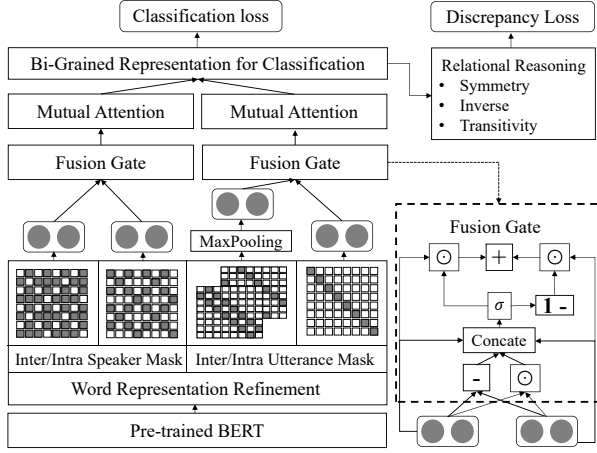 Classification loss
Discrepancy Loss
Bi-Grained Representation for Classification
Relational Reasoning
• Symmetry
• Inverse
• Transitivity
Mutual Attention
Mutual Attention
Fusion Gate
Fusion Gate
MaxPooling
Inter/Intra Speaker Mask
Inter/Intra Utterance Mask
Word Representation Refinement
Pre-trained BERT
Fusion Gate
⊙
+
⊙
σ
1 -
Concate
-
⊙